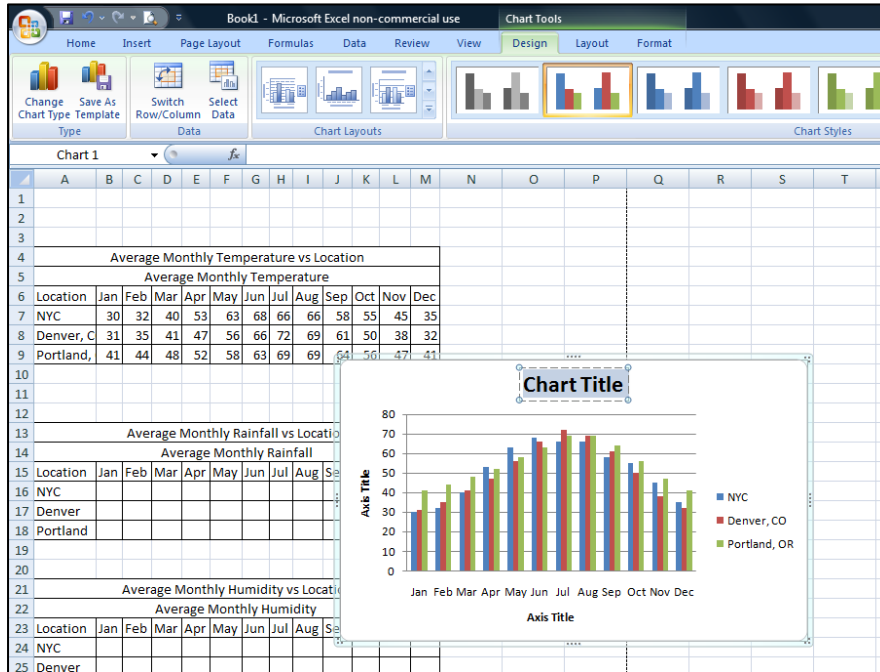 Book1 - Microsoft Excel non-commercial use Chart Tools
Home Insert Page Layout Formulas Data Review View Design Layout Format
Change Chart Type Save As Template Switch Row/Column Select Data
Type Data Chart Layouts Chart Styles
Chart 1 fx
A B C D E F G H I J K L M N O P Q R S T
1
2
3
4 Average Monthly Temperature vs Location
5 Average Monthly Temperature
6 Location Jan Feb Mar Apr May Jun Jul Aug Sep Oct Nov Dec
7 NYC 30 32 40 53 63 68 66 66 58 55 45 35
8 Denver, C 31 35 41 47 56 66 72 69 61 50 38 32
9 Portland, 41 44 48 52 58 63 69 69 64 56 47 41
10
11
12
13 Average Monthly Rainfall vs Locatio
14 Average Monthly Rainfall
15 Location Jan Feb Mar Apr May Jun Jul Aug Se
16 NYC
17 Denver
18 Portland
19
20
21 Average Monthly Humidity vs Locati
22 Average Monthly Humidity
23 Location Jan Feb Mar Apr May Jun Jul Aug Se
24 NYC
25 Denver
Chart Title
80
70
60
50
40
30
20
10
0
Axis Title
Jan Feb Mar Apr May Jun Jul Aug Sep Oct Nov Dec
Axis Title
NYC
Denver, CO
Portland, OR